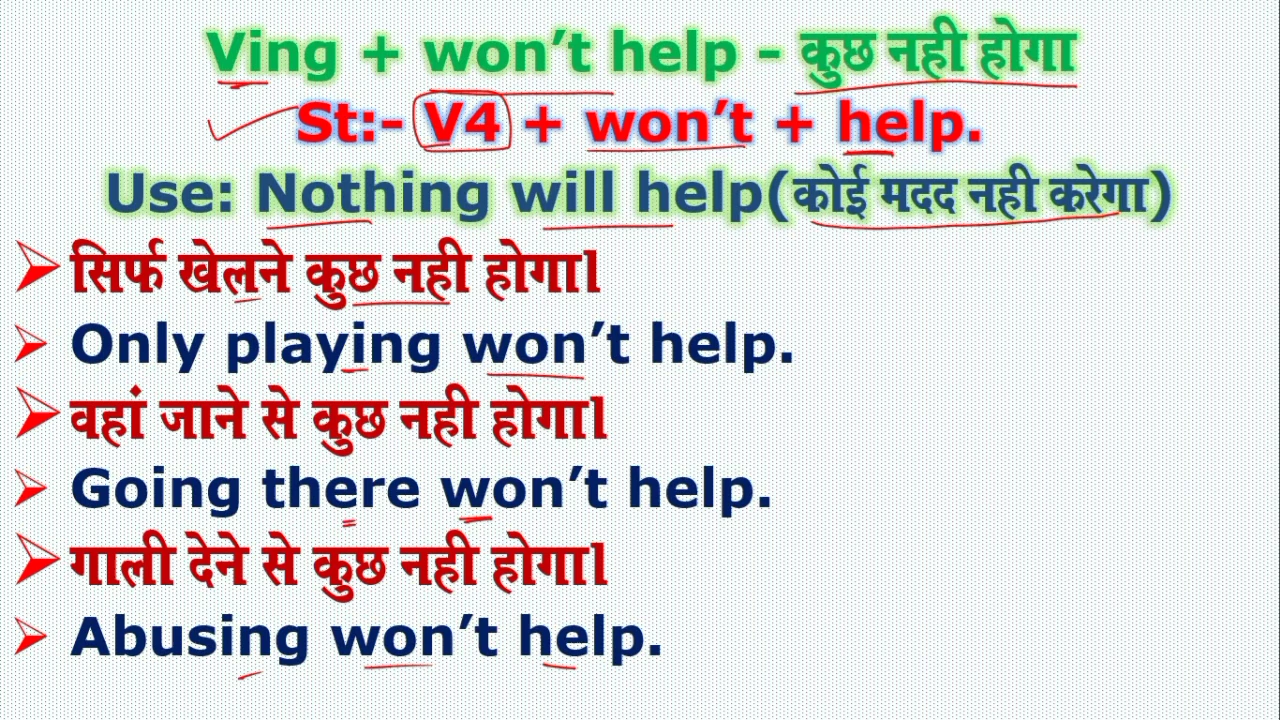 Ving + won’t help - कुछ नही होगा
St:- V4 + won’t + help.
Use: Nothing will help(कोई मदद नही करेगा)
सिर्फ खेलने कुछ नही होगा।
Only playing won’t help.
वहां जाने से कुछ नही होगा।
Going there won’t help.
गाली देने से कुछ नही होगा।
Abusing won’t help.